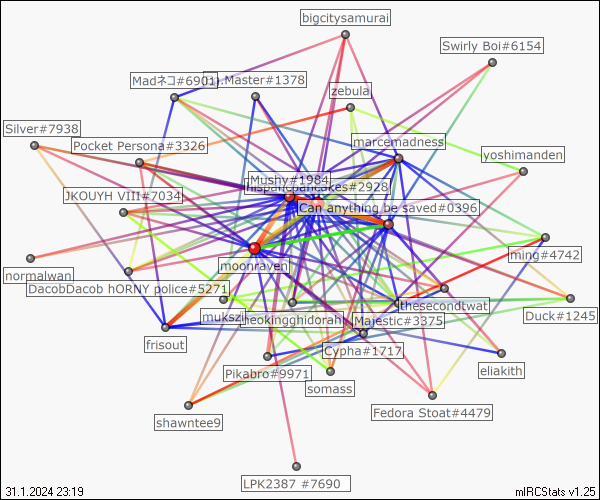 bigcitysamurai
Swirly Boi#6154
Madネコ#6901
.Master#1378
zebula
Silver#7938
Pocket Persona#3326
marcemadness
yoshimanden
Mushy#1984
hispanicpancakes#2928
JKOUYH VIII#7034
Can anything be saved#0396
ming#4742
moonraven
normalwan
DacobDacob hORNY police#5271
thesecondtwat
mukszi
neokingghidorah
Majestic#3375
Duck#1245
frisout
Cypha#1717
Pikabro#9971
eliakith
somass
Fedora Stoat#4479
shawntee9
LPK2387 #7690
31.1.2024 23:19
mIRCStats v1.25